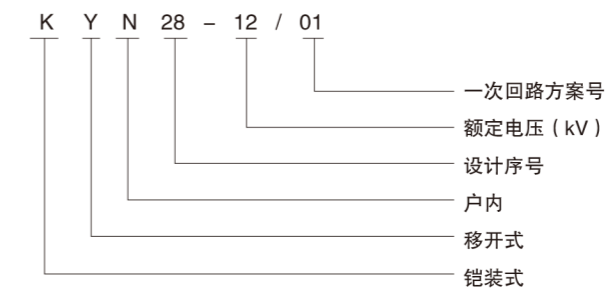 K Y N 28 – 12 / 01
一次回路方案号
额定电压（kV）
设计序号
户内
移开式
铠装式